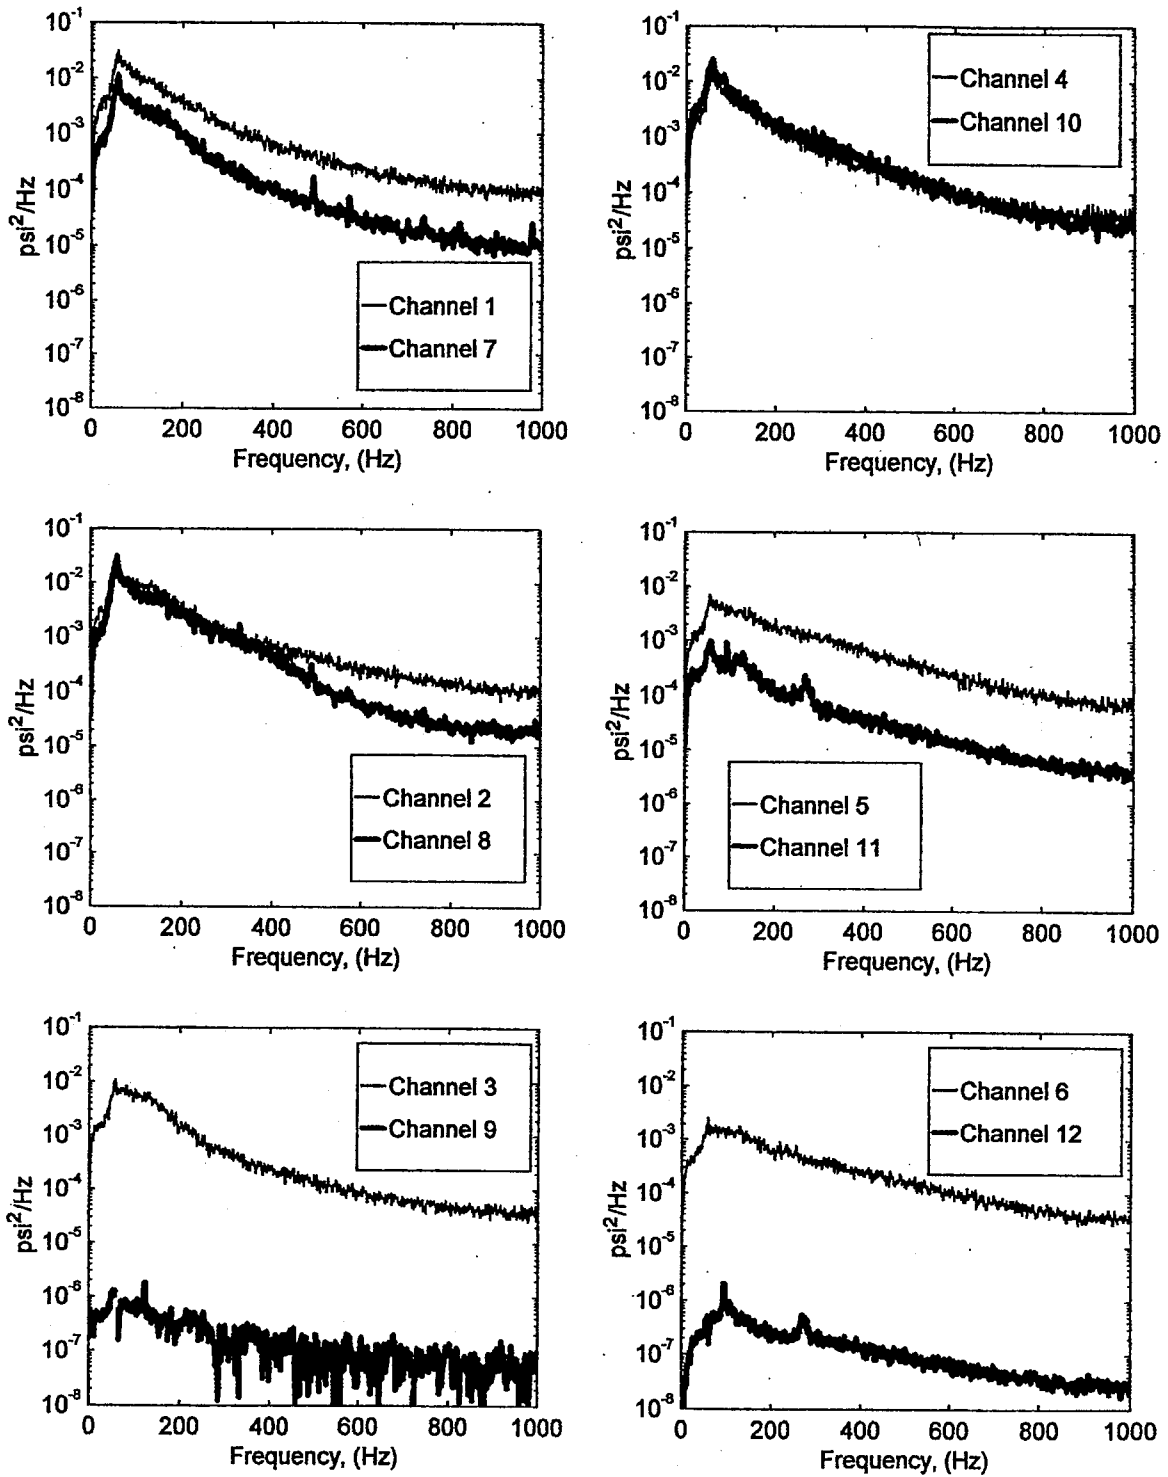 10-1
10-2
10-3
10-4
10-5
10-6
10-7
10-8
psi2/Hz
0 200 400 600 800 1000
Frequency, (Hz)
Channel 1
Channel 7
10-1
10-2
10-3
10-4
10-5
10-6
10-7
10-8
psi2/Hz
0 200 400 600 800 1000
Frequency, (Hz)
Channel 4
Channel 10
10-1
10-2
10-3
10-4
10-5
10-6
10-7
10-8
psi2/Hz
0 200 400 600 800 1000
Frequency, (Hz)
Channel 2
Channel 8
10-1
10-2
10-3
10-4
10-5
10-6
10-7
10-8
psi2/Hz
0 200 400 600 800 1000
Frequency, (Hz)
Channel 5
Channel 11
10-1
10-2
10-3
10-4
10-5
10-6
10-7
10-8
psi2/Hz
0 200 400 600 800 1000
Frequency, (Hz)
Channel 3
Channel 9
10-1
10-2
10-3
10-4
10-5
10-6
10-7
10-8
psi2/Hz
0 200 400 600 800 1000
Frequency, (Hz)
Channel 6
Channel 12